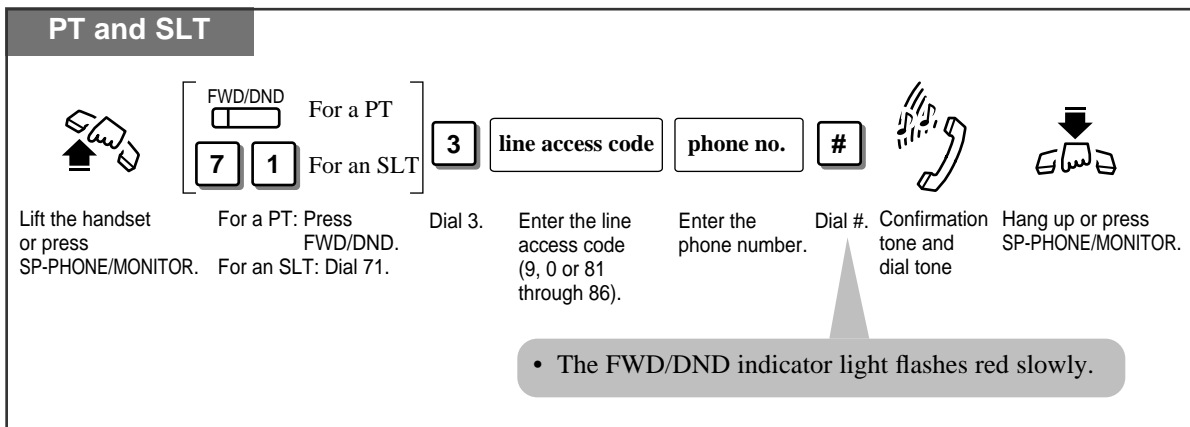 PT and SLT
FWD/DND
For a PT
7 1 For an SLT
3 line access code phone no. #
Lift the handset
or press
SP-PHONE/MONITOR.
For a PT: Press
FWD/DND.
For an SLT: Dial 71.
Dial 3.
Enter the line
access code
(9, 0 or 81
through 86).
Enter the
phone number.
Dial #.
Confirmation
tone and
dial tone
Hang up or press
SP-PHONE/MONITOR.
• The FWD/DND indicator light flashes red slowly.